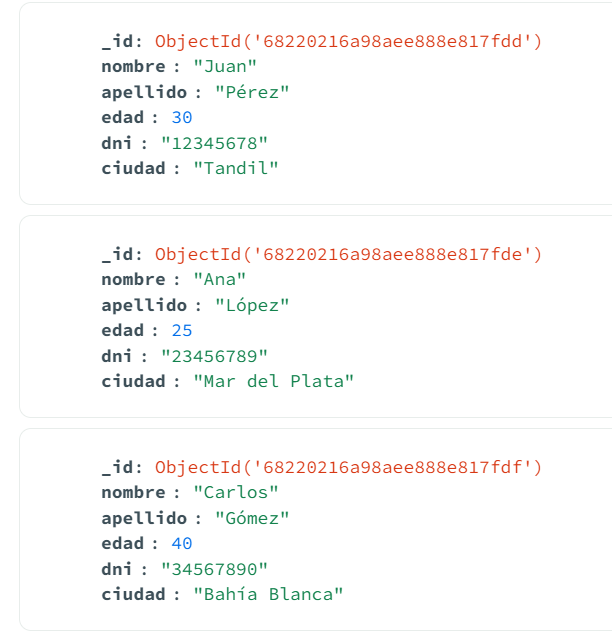 _id: ObjectId('68220216a98aee888e817fdd')
nombre : "Juan"
apellido : "Pérez"
edad : 30
dni : "12345678"
ciudad : "Tandil"
_id: ObjectId('68220216a98aee888e817fde')
nombre : "Ana"
apellido : "López"
edad : 25
dni : "23456789"
ciudad : "Mar del Plata"
_id: ObjectId('68220216a98aee888e817fdf')
nombre : "Carlos"
apellido : "Gómez"
edad : 40
dni : "34567890"
ciudad : "Bahía Blanca"